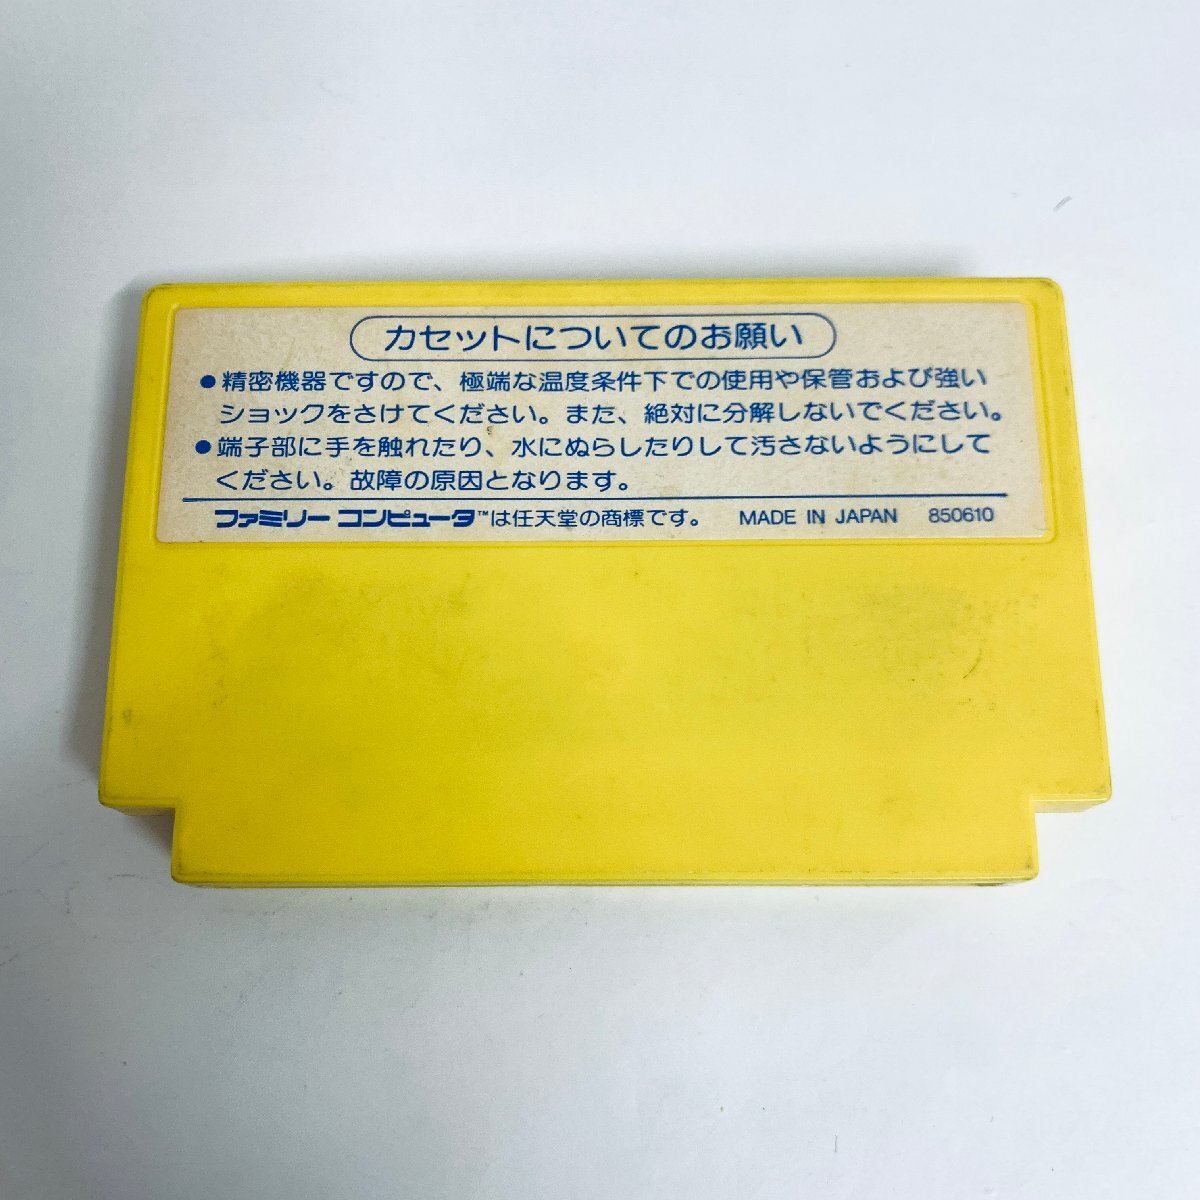 カセットについてのお願い
●精密機器ですので、極端な温度条件下での使用や保管および強い
ショックをさけてください。また、絶対に分解しないでください。
●端子部に手を触れたり、水にぬらしたりして汚さないようにして
ください。故障の原因となります。
ファミリー コンピュータ™は任天堂の商標です。 MADE IN JAPAN 850610